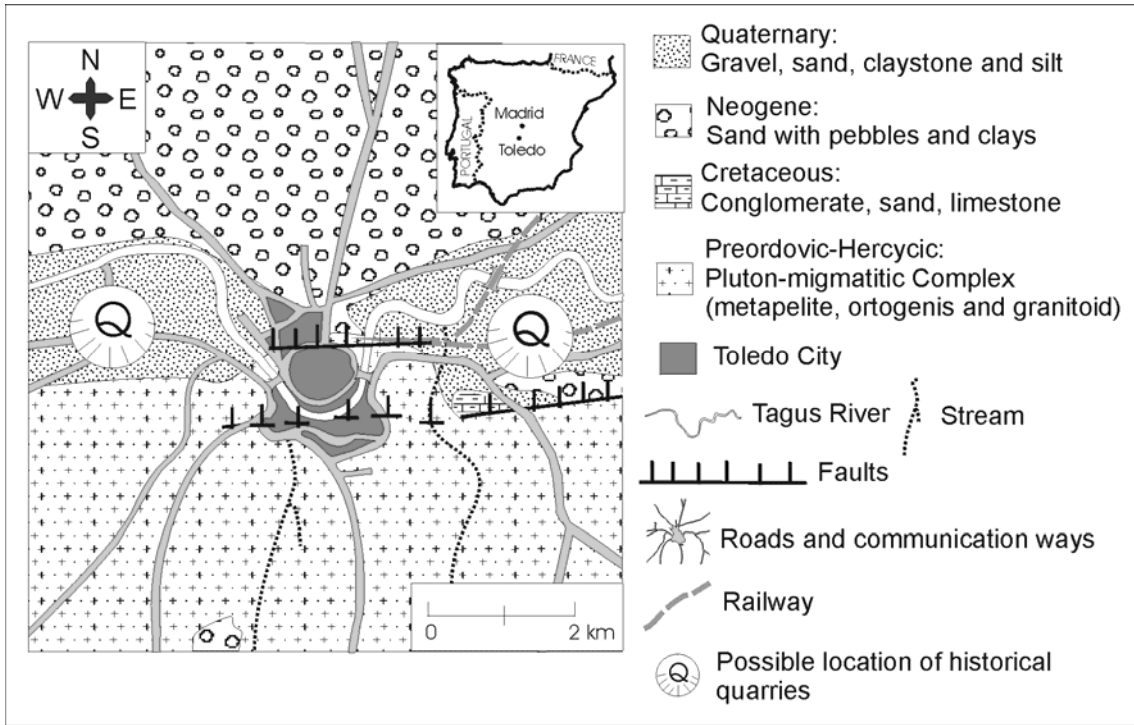 N
W E
S
FRANCE
Madrid
Toledo
PORTUGAL
Q
Q
0 2 km
Quaternary:
Gravel, sand, claystone and silt
Neogene:
Sand with pebbles and clays
Cretaceous:
Conglomerate, sand, limestone
Preordovic-Hercycic:
Pluton-migmatitic Complex
(metapelite, ortogenis and granitoid)
Toledo City
Tagus River
Stream
Faults
Roads and communication ways
Railway
Q
Possible location of historical
quarries